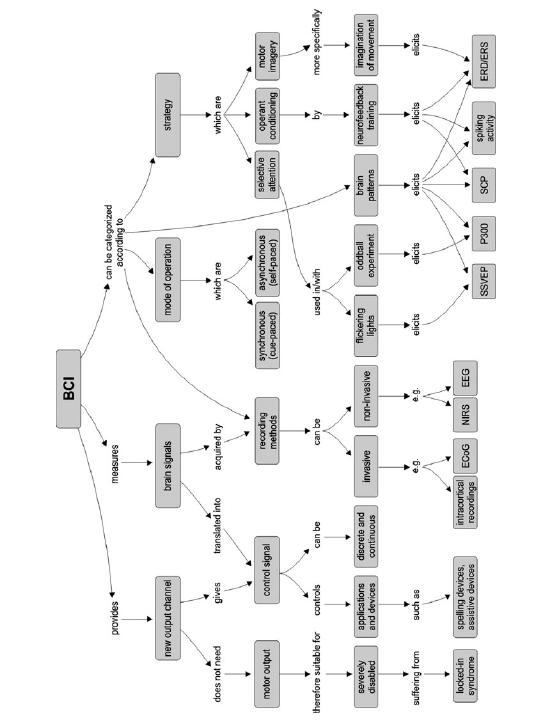 BCI
provides
measures
can be categorized
according to
new output channel
brain signals
mode of operation
strategy
does not need
gives
translated into
acquired by
which are
which are
motor output
control signal
recording
methods
synchronous
(cue-paced)
asynchronous
(self-paced)
selective
attention
operant
conditioning
motor
imagery
therefore suitable for
controls
can be
can be
used in/with
by
more specifically
severely
disabled
applications
and devices
discrete and
continuous
invasive
non-invasive
flickering
lights
oddball
experiment
brain
patterns
neurofeedback
training
imagination
of movement
suffering from
such as
e.g.
e.g.
elicits
elicits
elicits
elicits
elicits
locked-in
syndrome
spelling devices,
assistive devices
intracortical
recordings
ECoG
NIRS
EEG
SSVEP
P300
SCP
spiking
activity
ERD/ERS